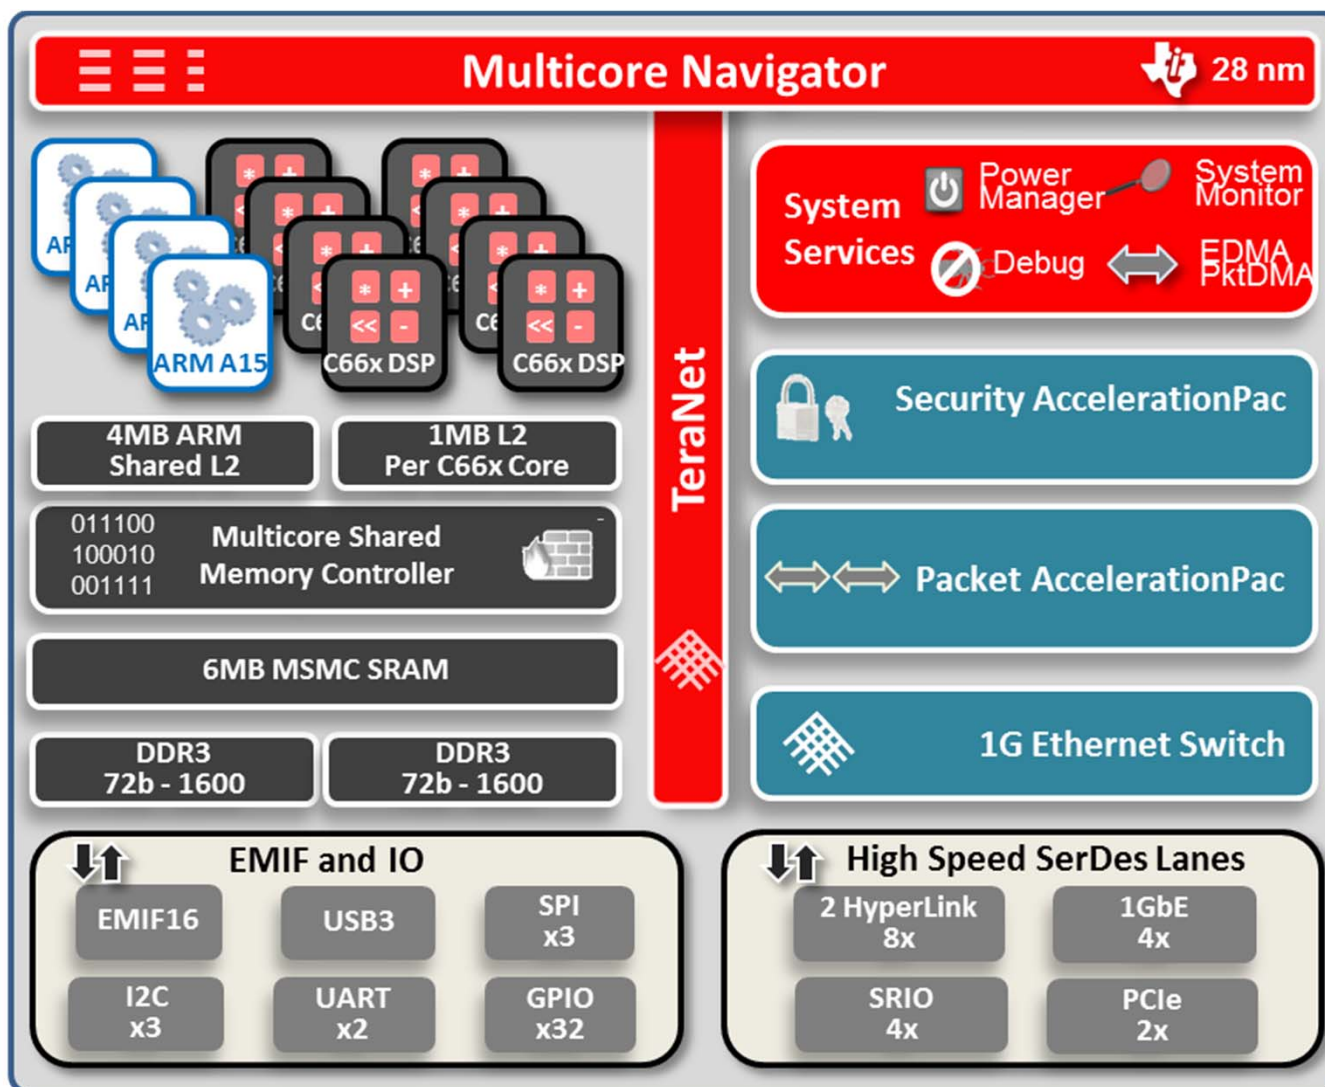 Multicore Navigator
ti 28 nm
ARM A15
C66x DSP
C66x DSP
4MB ARM
Shared L2
1MB L2
Per C66x Core
011100
100010
001111
Multicore Shared
Memory Controller
6MB MSMC SRAM
DDR3
72b - 1600
DDR3
72b - 1600
TeraNet
System
Services
Power
Manager
System
Monitor
Debug
EDMA
PktDMA
Security AccelerationPac
Packet AccelerationPac
1G Ethernet Switch
EMIF and IO
EMIF16
USB3
SPI
x3
I2C
x3
UART
x2
GPIO
x32
High Speed SerDes Lanes
2 HyperLink
8x
1GbE
4x
SRIO
4x
PCIe
2x